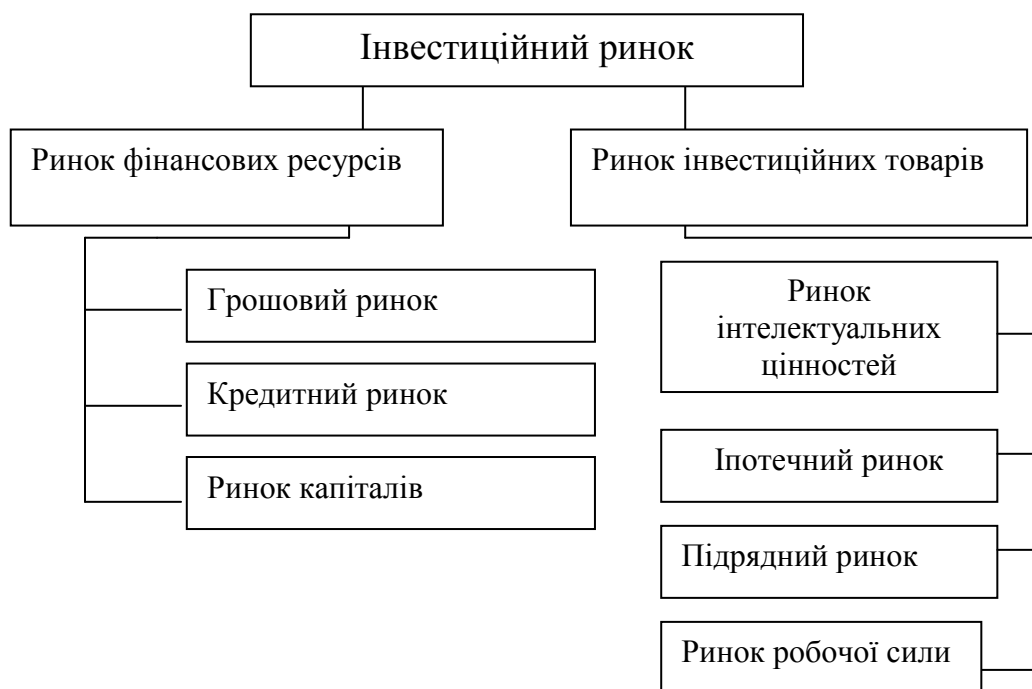 Інвестиційний ринок
Ринок фінансових ресурсів
Ринок інвестиційних товарів
Грошовий ринок
Кредитний ринок
Ринок капіталів
Ринок
інтелектуальних
цінностей
Іпотечний ринок
Підрядний ринок
Ринок робочої сили